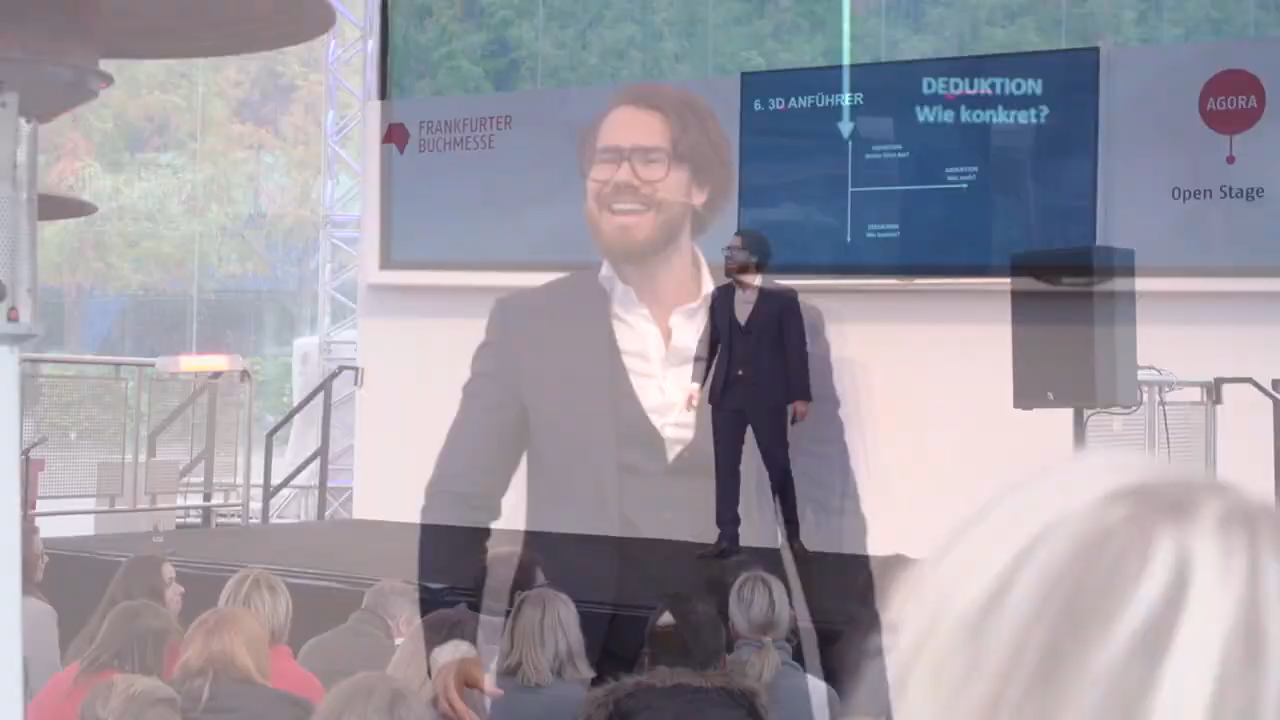 FRANKFURTER
BUCHMESSE
6. 3D ANFÜHRER
DEDUKTION
Wie konkret?
AGORA
Open Stage